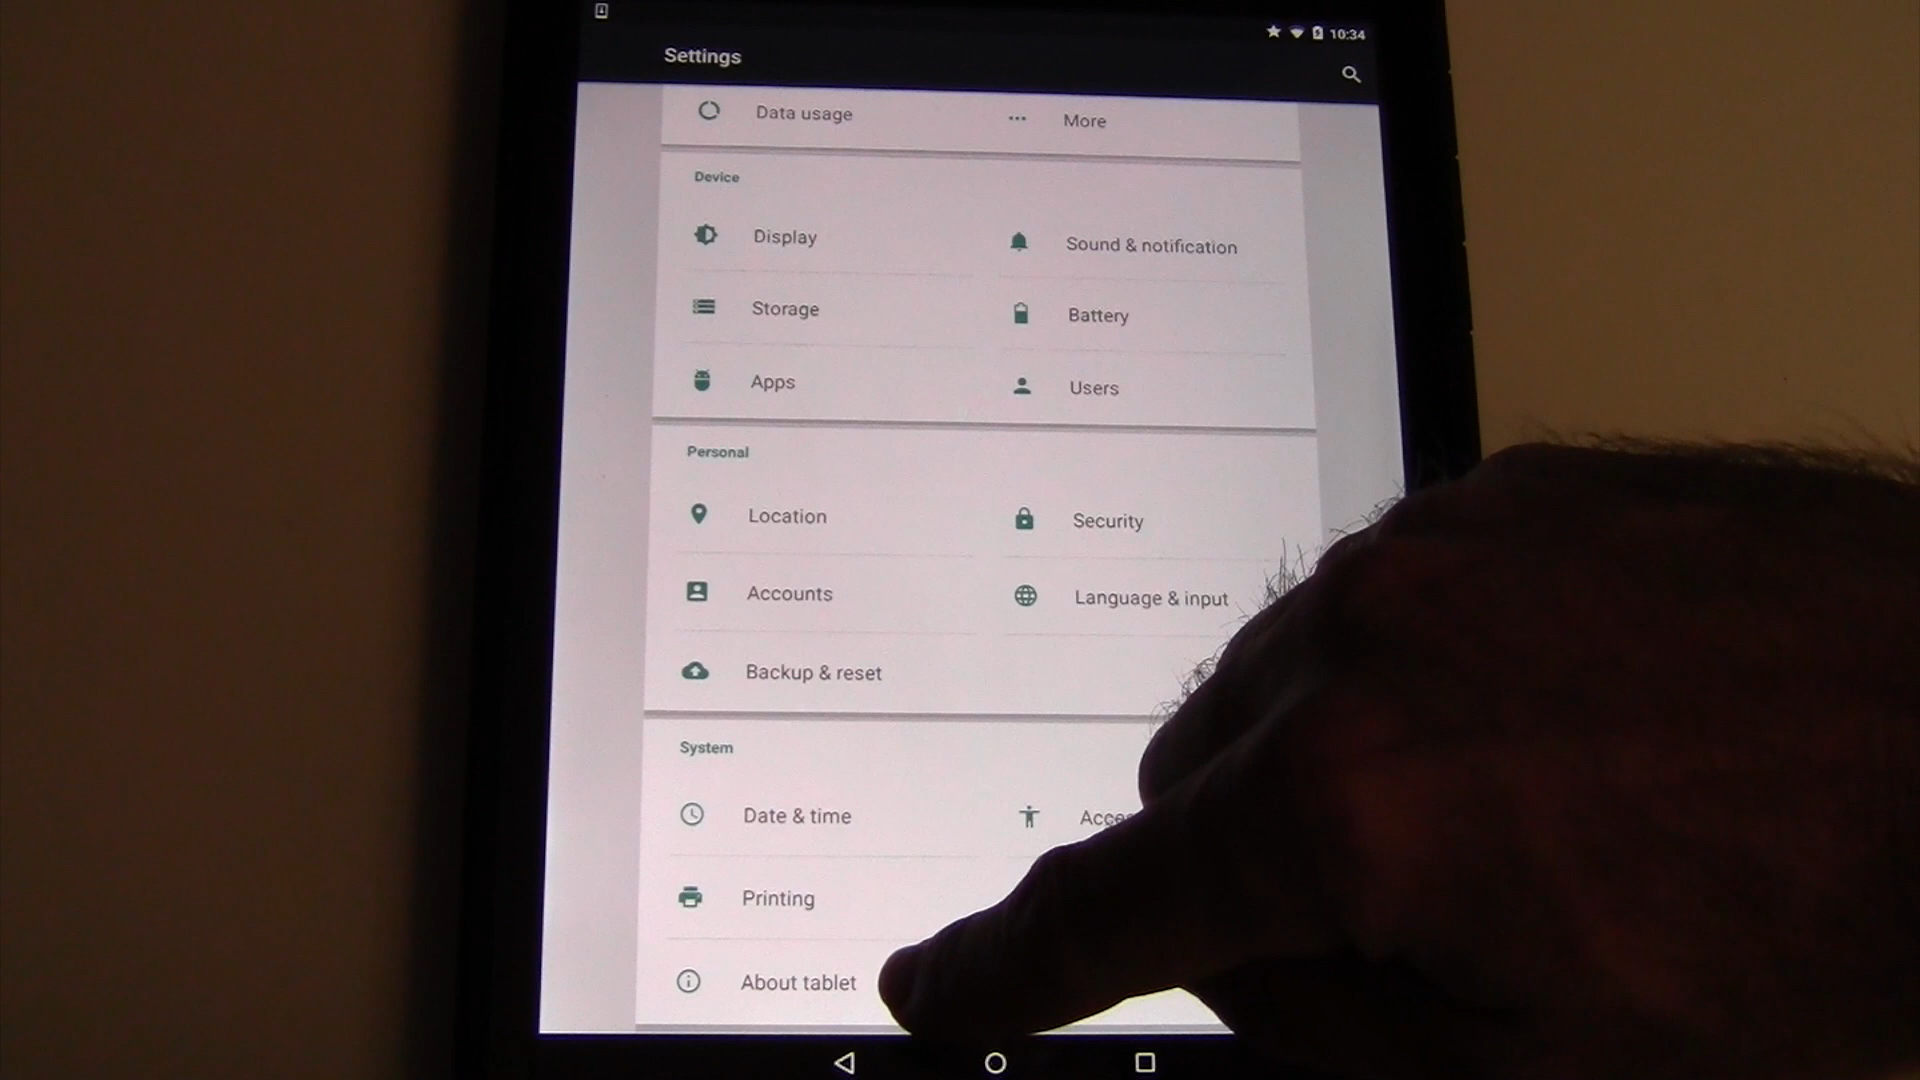 10:34
Settings
Data usage
More
Device
Display
Sound & notification
Storage
Battery
Apps
Users
Personal
Location
Security
Accounts
Language & input
Backup & reset
System
Date & time
Acces
Printing
About tablet